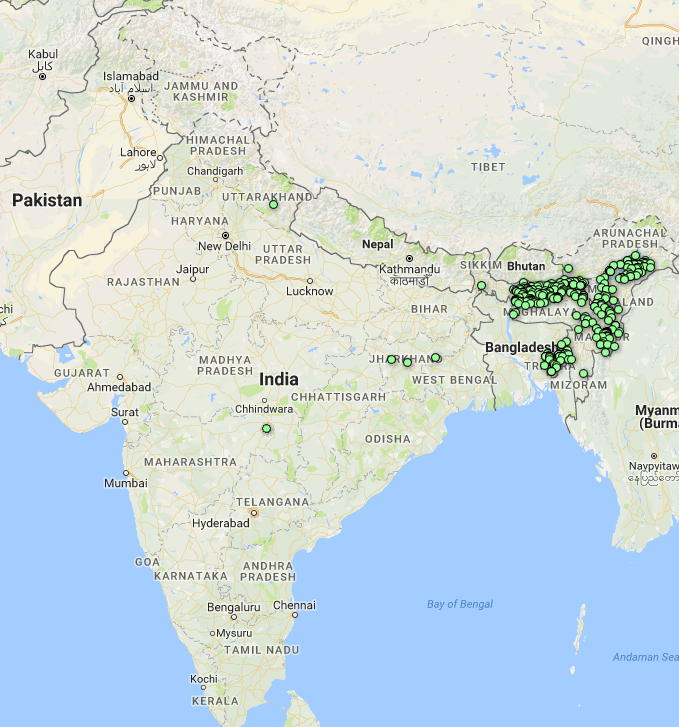 QINGH
Kabul
کابل
Islamabad
اسلام آباد
JAMMU AND
KASHMIR
HIMACHAL
PRADESH
Lahore
لاہور
TIBET
Chandigarh
PUNJAB
UTTARAKHAND
Pakistan
HARYANA
ARUNACHAL
PRADESH
New Delhi
Nepal
UTTAR
PRADESH
SIKKIM
Bhutan
Jaipur
Kathmandu
काठमाडौं
RAJASTHAN
Lucknow
BIHAR
chi
Bangladesh
MADHYA
PRADESH
JHARKHAND
GUJARAT
India
WEST BENGAL
MIZORAM
Ahmedabad
CHHATTISGARH
Surat
Chhindwara
Myanm
(Burma
ODISHA
MAHARASHTRA
Naypyitaw
Mumbai
TELANGANA
Hyderabad
GOA
ANDHRA
PRADESH
KARNATAKA
Bay of Bengal
Bengaluru
Chennai
Mysuru
TAMIL NADU
Andaman Sea
Kochi
KERALA